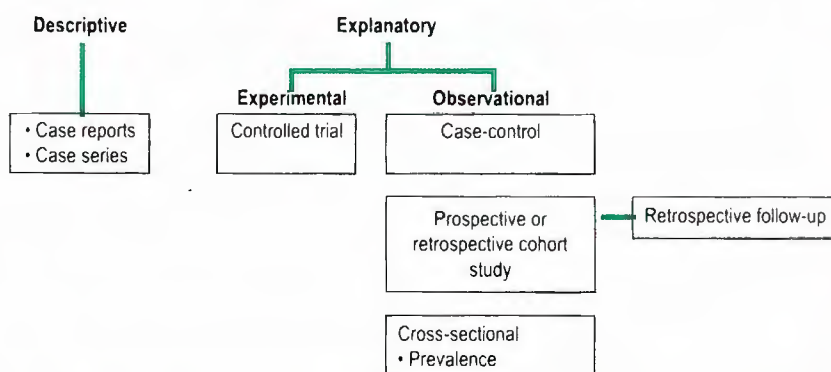 Descriptive
• Case reports
• Case series
Explanatory
Experimental
Controlled trial
Observational
Case-control
Prospective or
retrospective cohort
study
Retrospective follow-up
Cross-sectional
• Prevalence